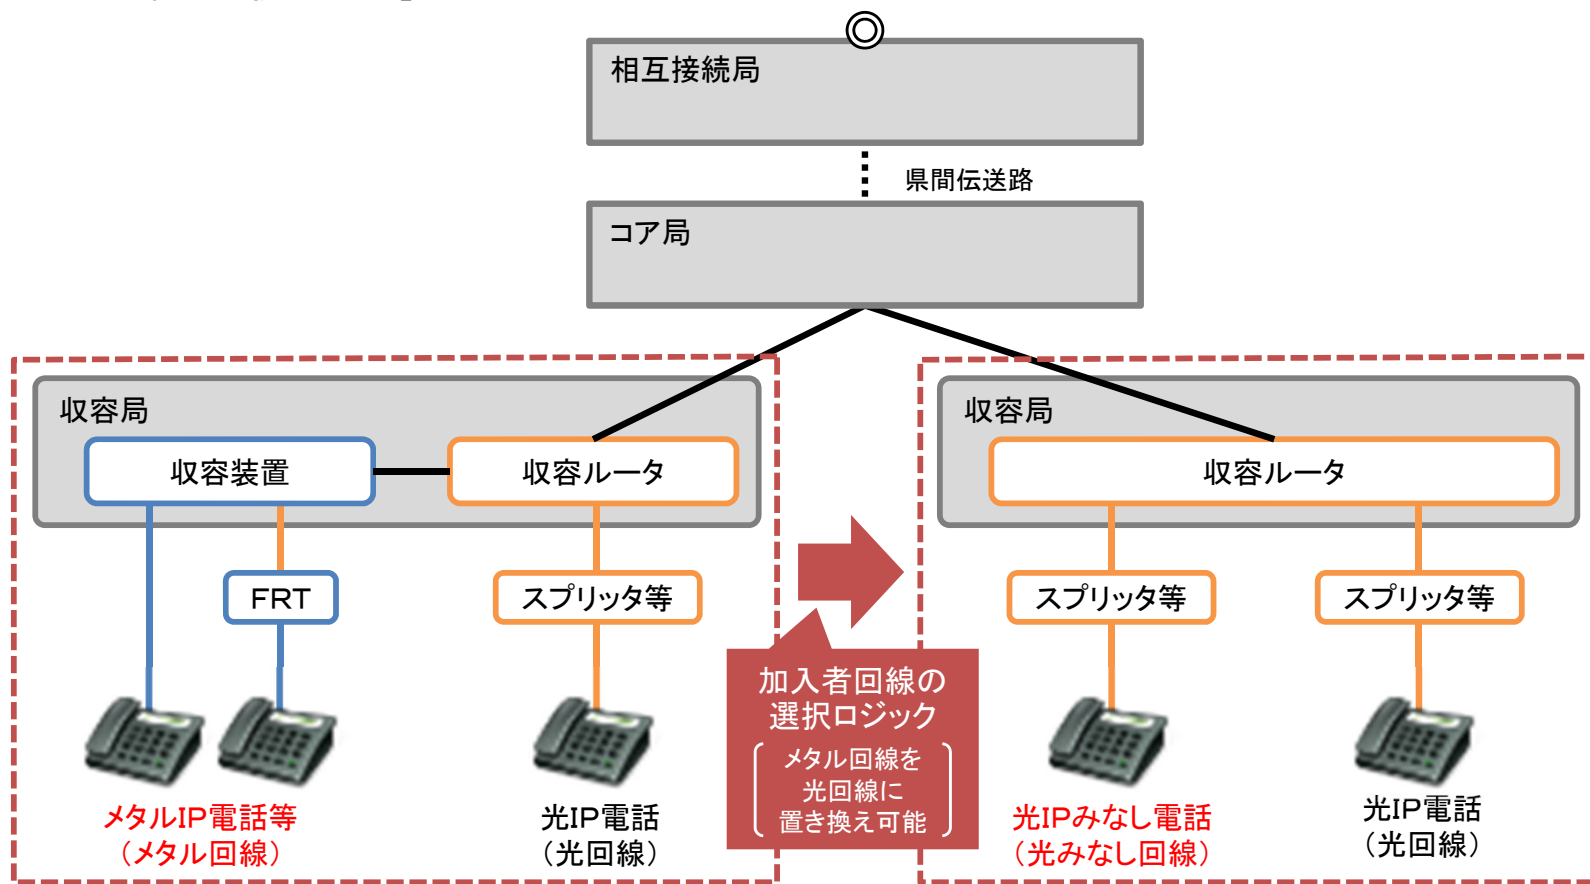 相互接続局
県間伝送路
コア局
収容局
収容装置
収容ルータ
FRT
スプリッタ等
メタルIP電話等
（メタル回線）
光IP電話
（光回線）
加入者回線の
選択ロジック
メタル回線を
光回線に
置き換え可能
収容局
収容ルータ
スプリッタ等
スプリッタ等
光IPみなし電話
（光みなし回線）
光IP電話
（光回線）